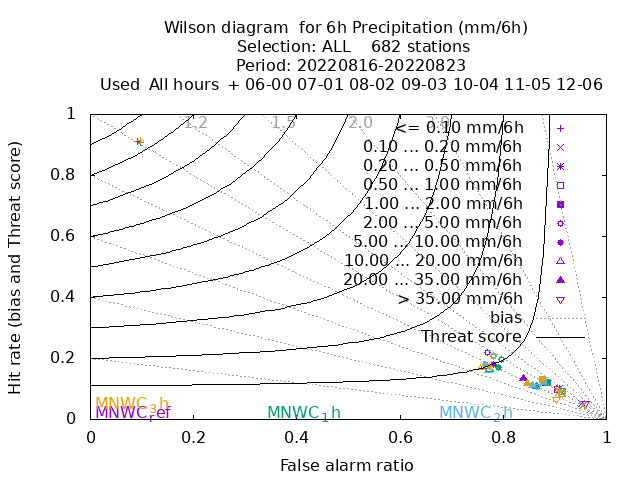 Wilson diagram  for 6h Precipitation (mm/6h)
Selection: ALL    682 stations
Period: 20220816-20220823
Used  All hours  + 06-00 07-01 08-02 09-03 10-04 11-05 12-06
Hit rate (bias and Threat score)
1
0.8
0.6
0.4
0.2
0
1.2
1.5
2.0
3.0
<= 0.10 mm/6h
0.10 ... 0.20 mm/6h
0.20 ... 0.50 mm/6h
0.50 ... 1.00 mm/6h
1.00 ... 2.00 mm/6h
2.00 ... 5.00 mm/6h
5.00 ... 10.00 mm/6h
10.00 ... 20.00 mm/6h
20.00 ... 35.00 mm/6h
> 35.00 mm/6h
bias
Threat score
MNWC_3h
MNWC_ref
MNWC_1h
MNWC_2h
0 0.2 0.4 0.6 0.8 1
False alarm ratio